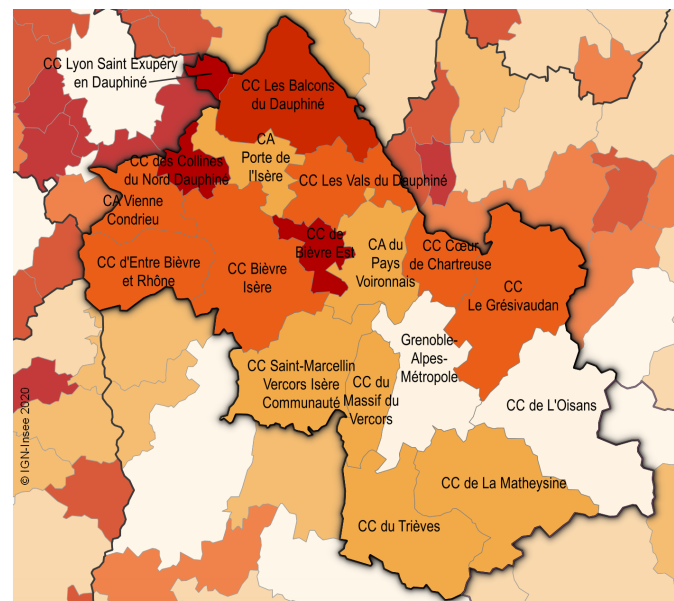 CC Lyon Saint Exupéry
en Dauphiné
CC Les Balcons
du Dauphiné
CA
Porte de
l'Isère
CC des Collines
du Nord Dauphiné
CC Les Vals du Dauphiné
CA Vienne
Condrieu
CC de
Bièvre Est
CA du
Pays
Voironnais
CC Cœur
de Chartreuse
CC d'Entre Bièvre
et Rhône
CC Bièvre
Isère
CC
Le Grésivaudan
Grenoble-
Alpes-
Métropole
CC Saint-Marcellin
Vercors Isère
Communauté
CC du
Massif du
Vercors
CC de L'Oisans
CC de La Matheysine
CC du Trièves
© IGN-Insee 2020